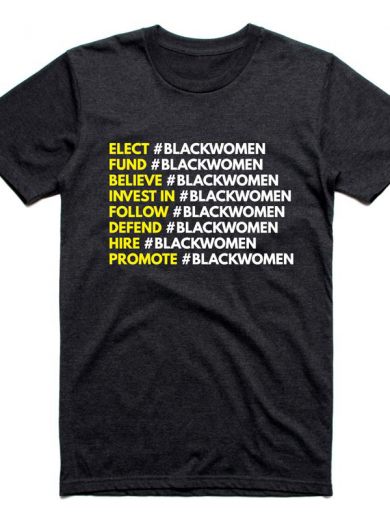 ELECT #BLACKWOMEN
FUND #BLACKWOMEN
BELIEVE #BLACKWOMEN
INVEST IN #BLACKWOMEN
FOLLOW #BLACKWOMEN
DEFEND #BLACKWOMEN
HIRE #BLACKWOMEN
PROMOTE #BLACKWOMEN